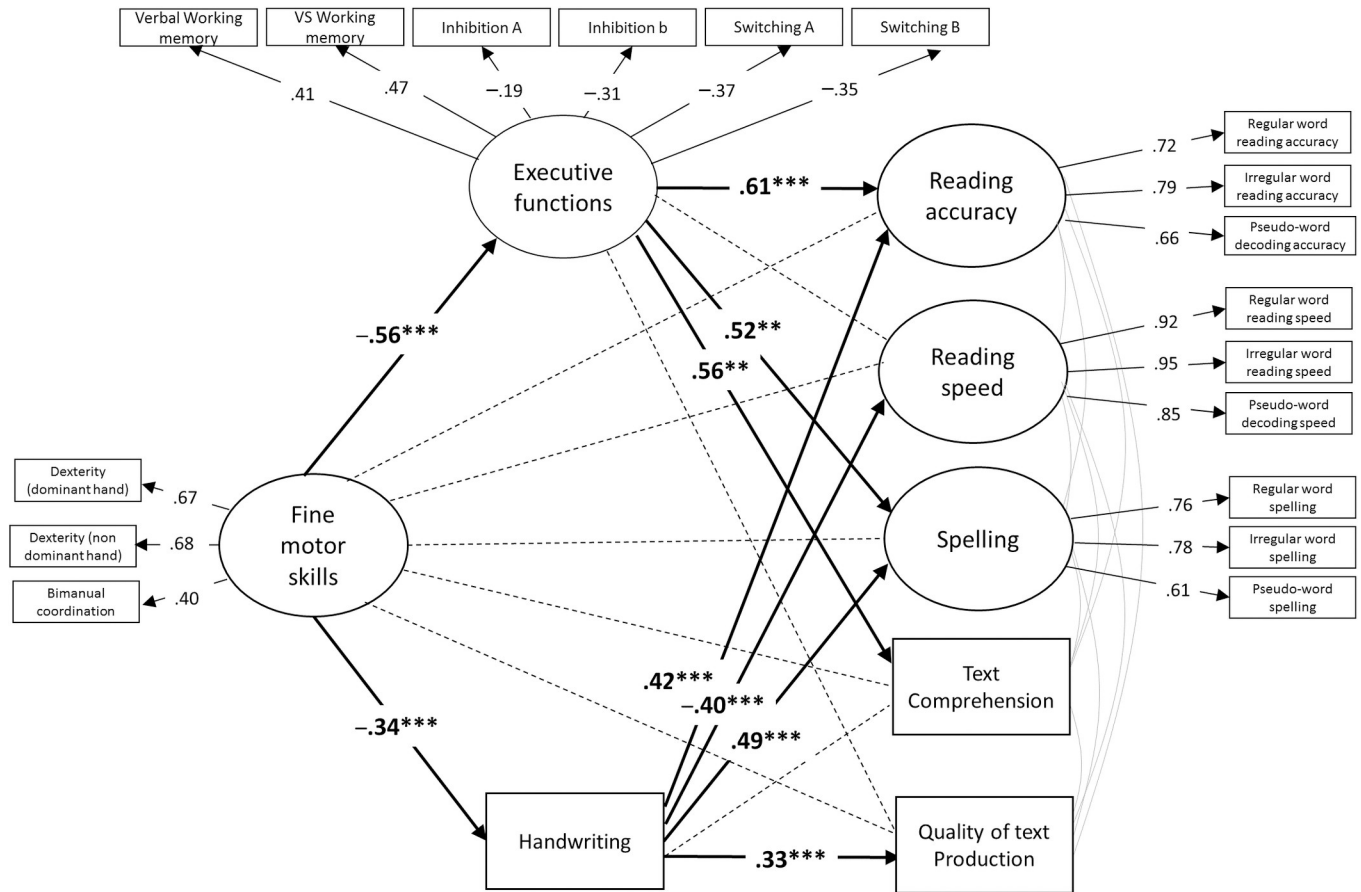 Verbal Working
memory
VS Working
memory
Inhibition A
Inhibition b
Switching A
Switching B
.41
.47
–.19
–.31
–.37
–.35
Executive
functions
.61***
Reading
accuracy
.72
Regular word
reading accuracy
.79
Irregular word
reading accuracy
.66
Pseudo-word
decoding accuracy
–.56***
.52**
.56**
Reading
speed
.92
Regular word
reading speed
.95
Irregular word
reading speed
.85
Pseudo-word
decoding speed
Dexterity
(dominant hand)
.67
Dexterity (non
dominant hand)
.68
Bimanual
coordination
.40
Fine
motor
skills
Spelling
.76
Regular word
spelling
.78
Irregular word
spelling
.61
Pseudo-word
spelling
.42***
–.40***
.49***
Text
Comprehension
–.34***
Handwriting
.33***
Quality of text
Production